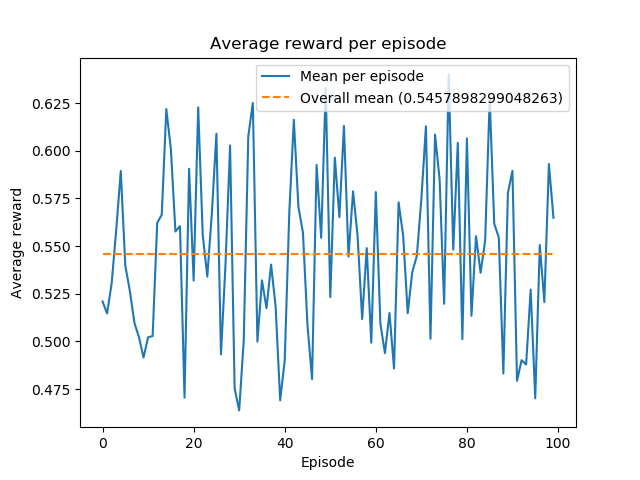 Average reward per episode
Mean per episode
Overall mean (0.5457898299048263)
0.625
0.600
0.575
0.550
0.525
0.500
0.475
Average reward
0 20 40 60 80 100
Episode